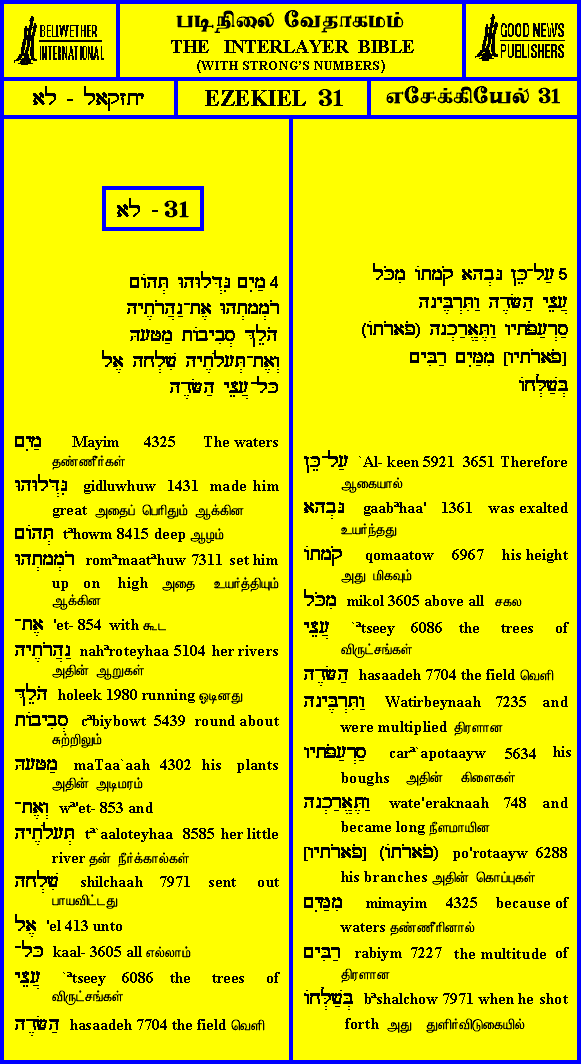 BELLWETHER
INTERNATIONAL
படிநிலை வேதாகமம்
THE INTERLAYER BIBLE
(WITH STRONG'S NUMBERS)
GOOD NEWS
PUBLISHERS
יחזקאל - לא
EZEKIEL 31
எசேக்கியேல் 31
לא - 31
4 מַיִם גִּדְּלוּהוּ תְּהוֹם
רֹמְמָתְהוּ אֶת־נַהֲרֹתֶיהָ
הֹלֵךְ סְבִיבוֹת מַטָּעָהּ
וְאֶת־תְּעָלֹתֶיהָ שִׁלְחָה אֶל
כָּל־עֲצֵי הַשָּׂדֶה
מַיִם Mayim 4325 The waters
தண்ணீர்கள்
גִּדְּלוּהוּ gidluwhuw 1431 made him
great அதைப் பெரிதும் ஆக்கின
תְּהוֹם tᵊhowm 8415 deep ஆழம்
רֹמְמָתְהוּ romᵊmaatᵊhuw 7311 set him
up on high அதை உயர்த்தியும்
ஆக்கின
אֶת־ 'et- 854 with கூட
נַהֲרֹתֶיהָ nahᵃroteyhaa 5104 her rivers
அதின் ஆறுகள்
הֹלֵךְ holeek 1980 running ஓடினது
סְבִיבוֹת cᵊbiybowt 5439 round about
சுற்றிலும்
מַטָּעָהּ maTaa`aah 4302 his plants
அதின் அடிமரம்
וְאֶת־ wᵊ'et- 853 and
תְּעָלֹתֶיהָ tᵊ`aaloteyhaa 8585 her little
river தன் நீர்க்கால்கள்
שִׁלְחָה shilchaah 7971 sent out
பாயவிட்டது
אֶל 'el 413 unto
כָּל־ kaal- 3605 all எல்லாம்
עֲצֵי `ᵃtseey 6086 the trees of
விருட்சங்கள்
הַשָּׂדֶה hasaadeh 7704 the field வெளி
5 עַל־כֵּן גָּבְהָא קֹמָתוֹ מִכֹּל
עֲצֵי הַשָּׂדֶה וַתִּרְבֶּינָה
סַרְעַפֹּתָיו וַתֶּאֱרַכְנָה (פֹארֹתוֹ)
[פֹּארֹתָיו] מִמַּיִם רַבִּים
בְּשַׁלְּחוֹ
עַל־כֵּן `Al- keen 5921 3651 Therefore
ஆகையால்
גָּבְהָא gaabᵊhaa' 1361 was exalted
உயர்ந்தது
קֹמָתוֹ qomaatow 6967 his height
அது மிகவும்
מִכֹּל mikol 3605 above all சகல
עֲצֵי `ᵃtseey 6086 the trees of
விருட்சங்கள்
הַשָּׂדֶה hasaadeh 7704 the field வெளி
וַתִּרְבֶּינָה Watirbeynaah 7235 and
were multiplied திரளான
סַרְעַפֹּתָיו carᵊ`apotaayw 5634 his
boughs அதின் கிளைகள்
וַתֶּאֱרַכְנָה wate'eraknaah 748 and
became long நீளமாயின
[פֹּארֹתָיו] (פֹארֹתוֹ) po'rotaayw 6288
his branches அதின் கொப்புகள்
מִמַּיִם mimayim 4325 because of
waters தண்ணீரினால்
רַבִּים rabiym 7227 the multitude of
திரளான
בְּשַׁלְּחוֹ bᵊshalchow 7971 when he shot
forth அது துளிர்விடுகையில்